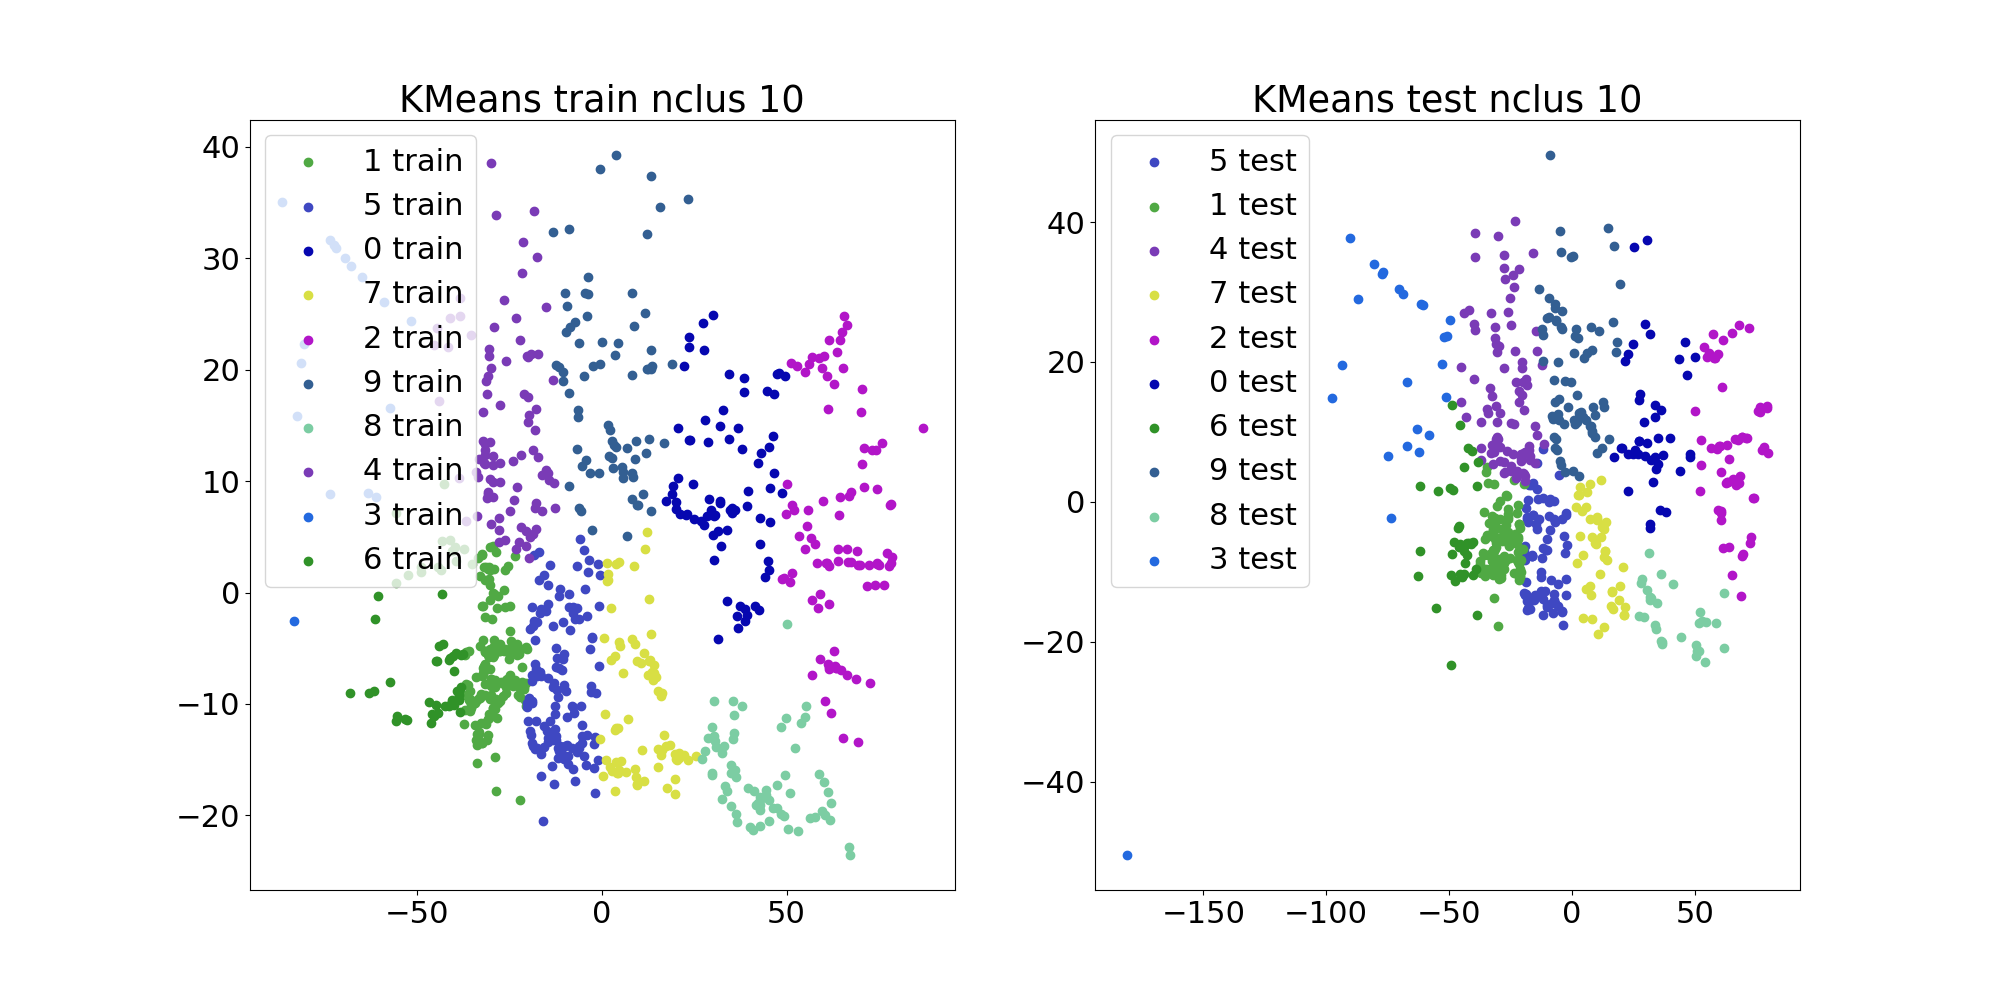 KMeans train nclus 10
40
30
20
10
0
−10
−20
−50
0
50
1 train
5 train
0 train
7 train
2 train
9 train
8 train
4 train
3 train
6 train
KMeans test nclus 10
40
20
0
−20
−40
−150
−100
−50
0
50
5 test
1 test
4 test
7 test
2 test
0 test
6 test
9 test
8 test
3 test